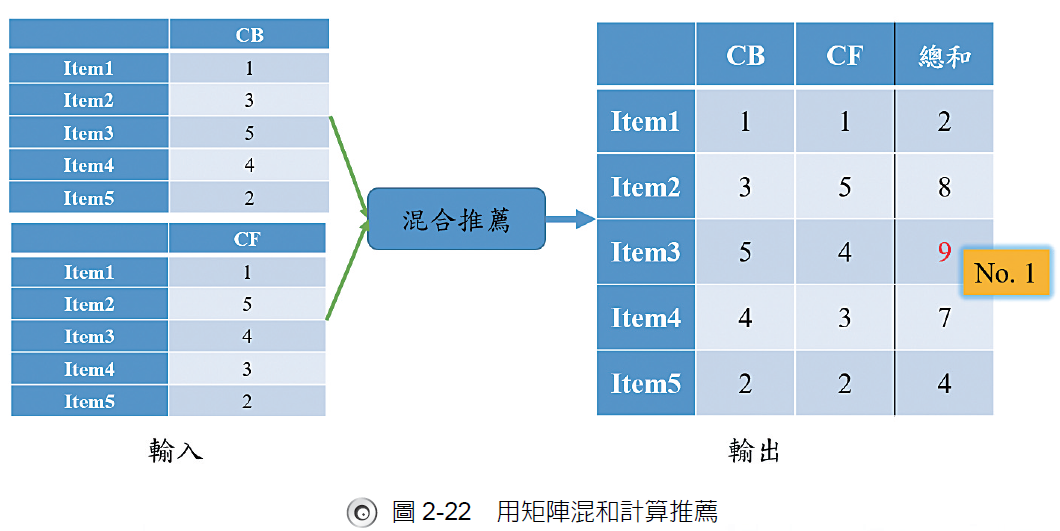 CB
Item1 1
Item2 3
Item3 5
Item4 4
Item5 2
CF
Item1 1
Item2 5
Item3 4
Item4 3
Item5 2
輸入
混合推薦
CB CF 總和
Item1 1 1 2
Item2 3 5 8
Item3 5 4 9
No. 1
Item4 4 3 7
Item5 2 2 4
輸出
圖 2-22 用矩陣混和計算推薦